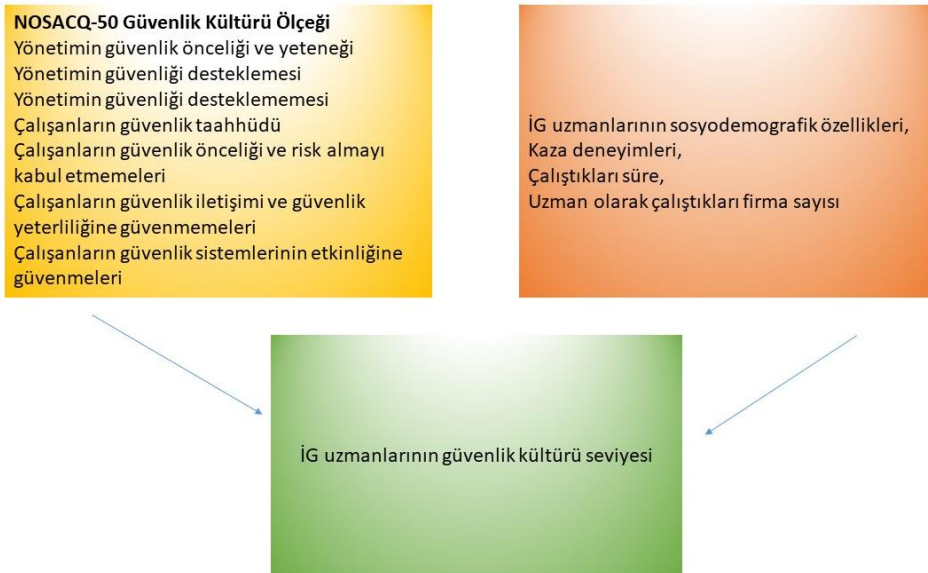 NOSACQ-50 Güvenlik Kültürü Ölçeği
Yönetimin güvenlik önceliği ve yeteneği
Yönetimin güvenliği desteklemesi
Yönetimin güvenliği desteklememesi
Çalışanların güvenlik taahhüdü
Çalışanların güvenlik önceliği ve risk almayı
kabul etmemeleri
Çalışanların güvenlik iletişimi ve güvenlik
yeterliliğine güvenmemeleri
Çalışanların güvenlik sistemlerinin etkinliğine
güvenmeleri
İG uzmanlarının sosyodemografik özellikleri,
Kaza deneyimleri,
Çalıştıkları süre,
Uzman olarak çalıştıkları firma sayısı
İG uzmanlarının güvenlik kültürü seviyesi